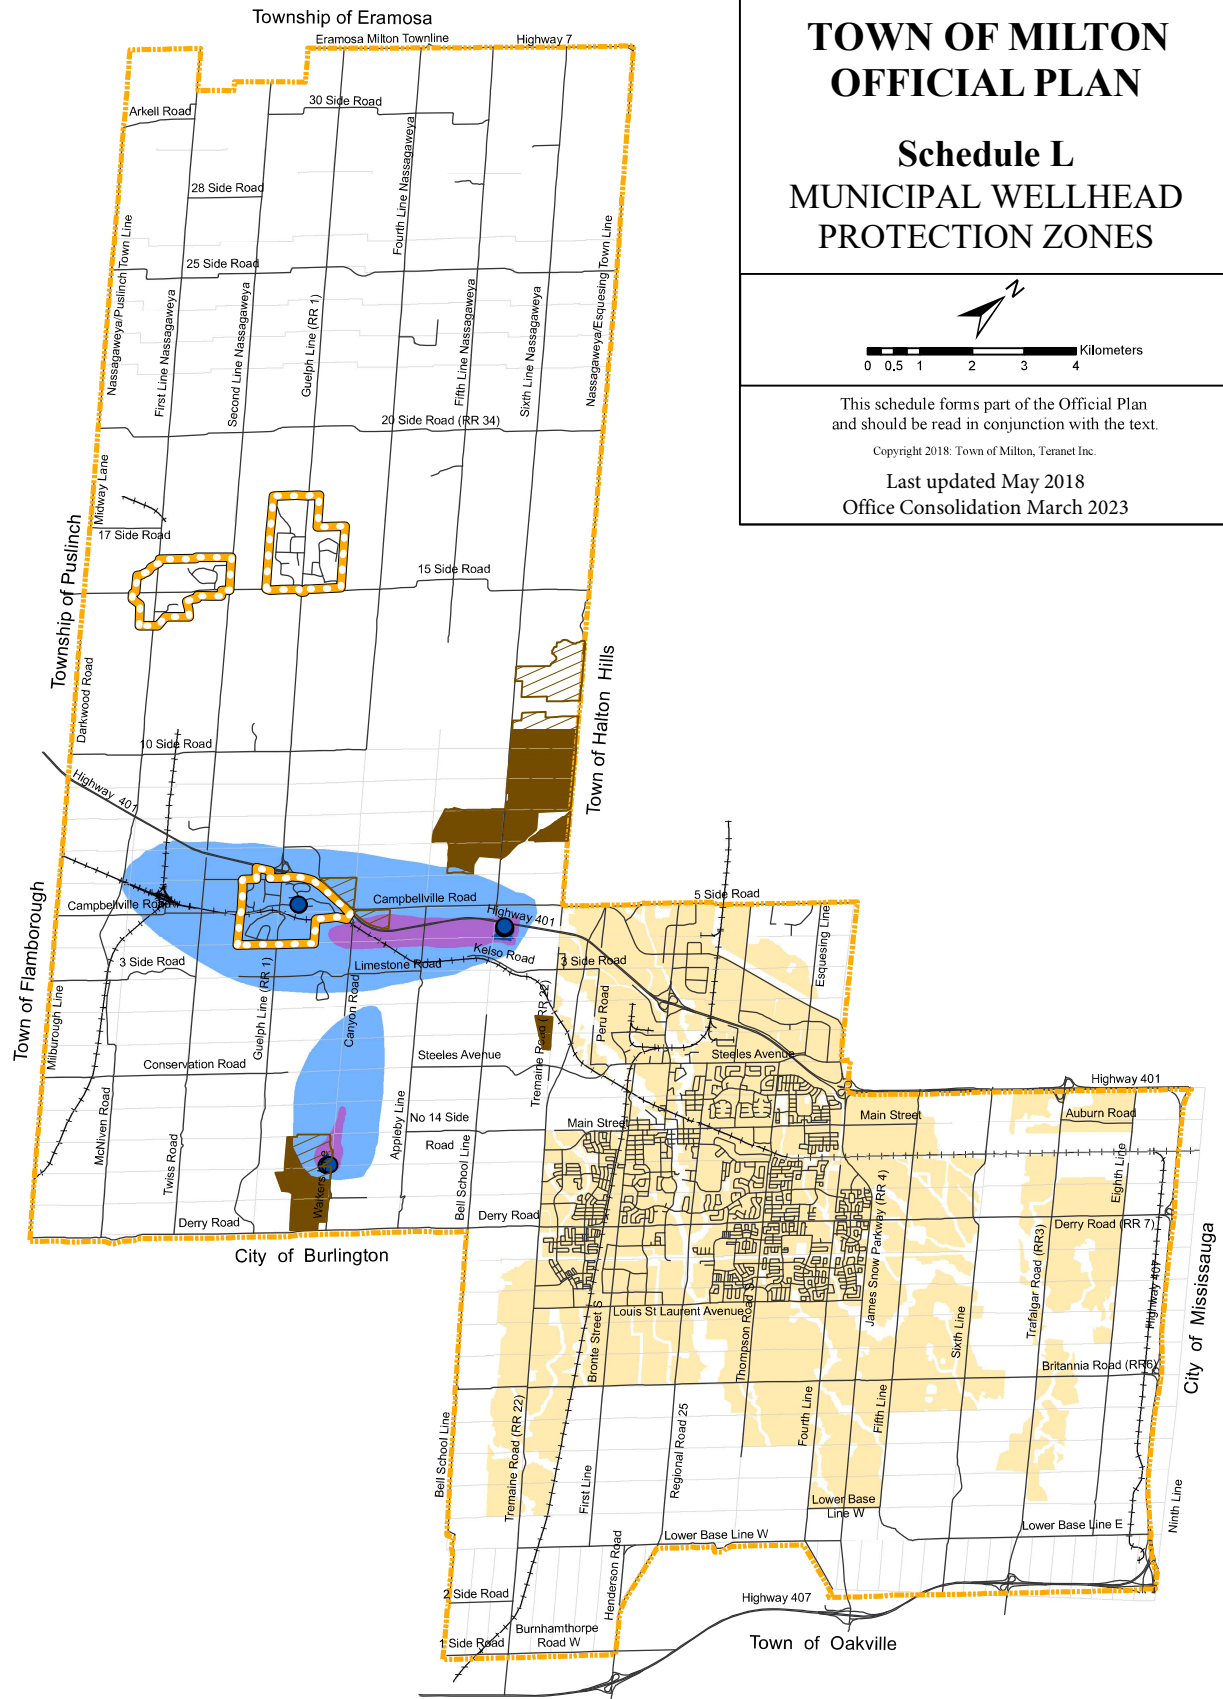 Township of Eramosa
Eramosa Milton Townline
Highway 7
TOWN OF MILTON
OFFICIAL PLAN
Schedule L
MUNICIPAL WELLHEAD
PROTECTION ZONES
N
Kilometers
0 0.5 1 2 3 4
This schedule forms part of the Official Plan
and should be read in conjunction with the text.
Copyright 2018: Town of Milton, Teranet Inc.
Last updated May 2018
Office Consolidation March 2023
Arkell Road
30 Side Road
28 Side Road
25 Side Road
Nassagaweya/Puslinch Town Line
First Line Nassagaweya
Second Line Nassagaweya
Guelph Line (RR 1)
Fourth Line Nassagaweya
Fifth Line Nassagaweya
Sixth Line Nassagaweya
Nassagaweya/Esquesing Town Line
20 Side Road (RR 34)
Midway Lane
17 Side Road
15 Side Road
Township of Puslinch
Darkwood Road
Town of Halton Hills
10 Side Road
Highway 401
Campbellville Road
Campbellville Road
Highway 401
5 Side Road
Esquesing Line
Town of Flamborough
3 Side Road
Limestone Road
Kelso Road
3 Side Road
Milburough Line
Guelph Line (RR 1)
Canyon Road
Tremaine Road (RR 22)
Peru Road
Conservation Road
Steeles Avenue
Steeles Avenue
Highway 401
McNiven Road
Twiss Road
Appleby Line
No 14 Side
Road
Bell School Line
Main Street
Main Street
Auburn Road
Eighth Line
Derry Road
Derry Road
Derry Road (RR 7)
City of Burlington
James Snow Parkway (RR 4)
Trafalgar Road (RR3)
Highway 407
City of Mississauga
Louis St Laurent Avenue
Bronte Street S
Thompson Road S
Sixth Line
Britannia Road (RR6)
Bell School Line
Tremaine Road (RR 22)
First Line
Regional Road 25
Fourth Line
Fifth Line
Ninth Line
Lower Base
Line W
Lower Base Line W
Lower Base Line E
Henderson Road
2 Side Road
Highway 407
Burnhamthorpe
Road W
1 Side Road
Town of Oakville